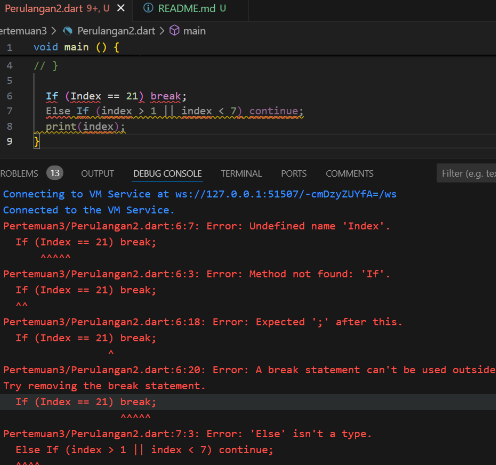 Perulangan2.dart 9+, U
README.md U
ertemuan3 > Perulangan2.dart > main
1 void main () {
4 // }
5
6 If (Index == 21) break;
7 Else If (index > 1 || index < 7) continue;
8 print(index);
9 }
ROBLEMS 13 OUTPUT DEBUG CONSOLE TERMINAL PORTS COMMENTS Filter (e.g. tex
Connecting to VM Service at ws://127.0.0.1:51507/-cmDzyZUYfA=/ws
Connected to the VM Service.
Pertemuan3/Perulangan2.dart:6:7: Error: Undefined name 'Index'.
If (Index == 21) break;
^^^^^
Pertemuan3/Perulangan2.dart:6:3: Error: Method not found: 'If'.
If (Index == 21) break;
^^
Pertemuan3/Perulangan2.dart:6:18: Error: Expected ';' after this.
If (Index == 21) break;
^
Pertemuan3/Perulangan2.dart:6:20: Error: A break statement can't be used outside
Try removing the break statement.
If (Index == 21) break;
^^^^^
Pertemuan3/Perulangan2.dart:7:3: Error: 'Else' isn't a type.
Else If (index > 1 || index < 7) continue;
^^^^